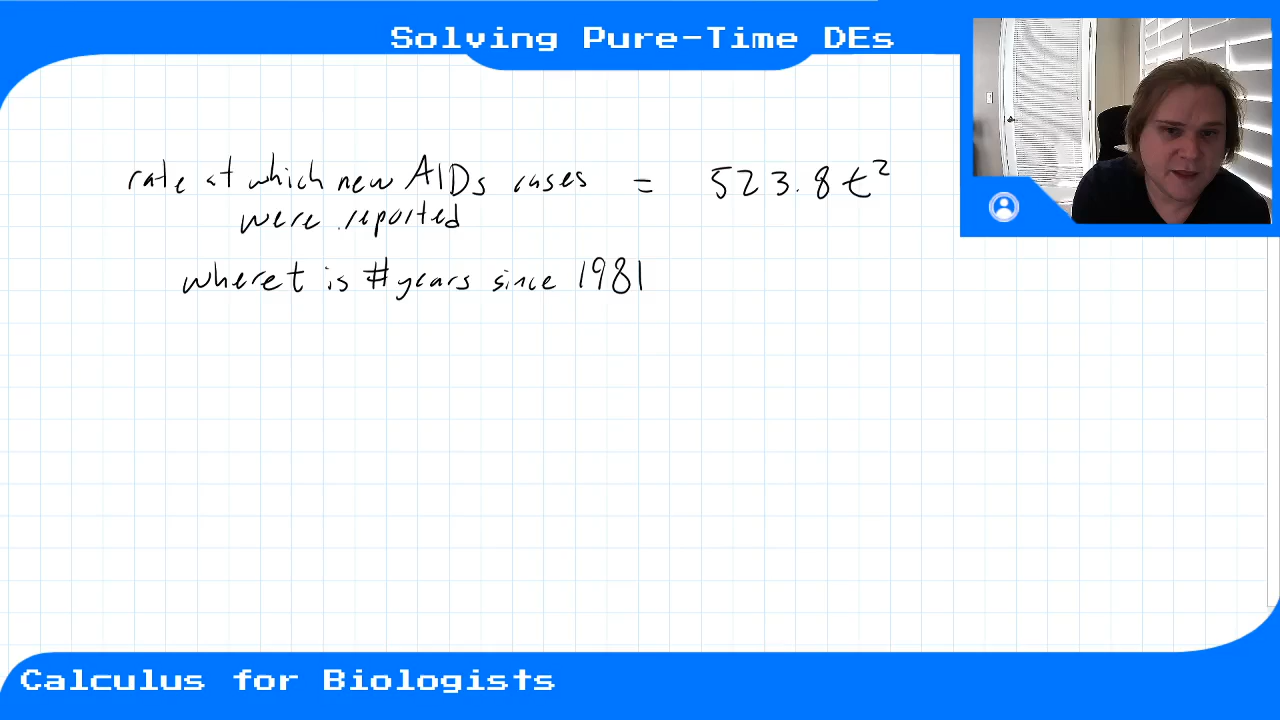 Solving Pure-Time DEs
rate at which new AIDs cases = 523.8t²
were reported
where t is # years since 1981
Calculus for Biologists